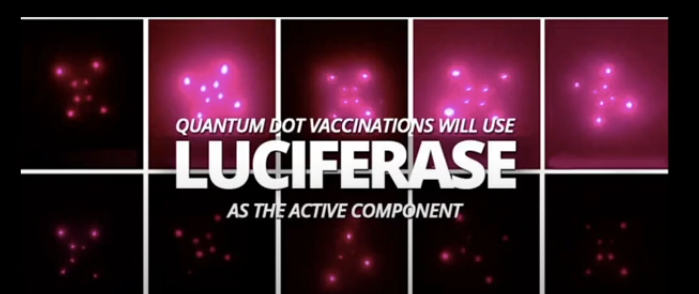 QUANTUM DOT VACCINATIONS WILL USE
LUCIFERASE
AS THE ACTIVE COMPONENT